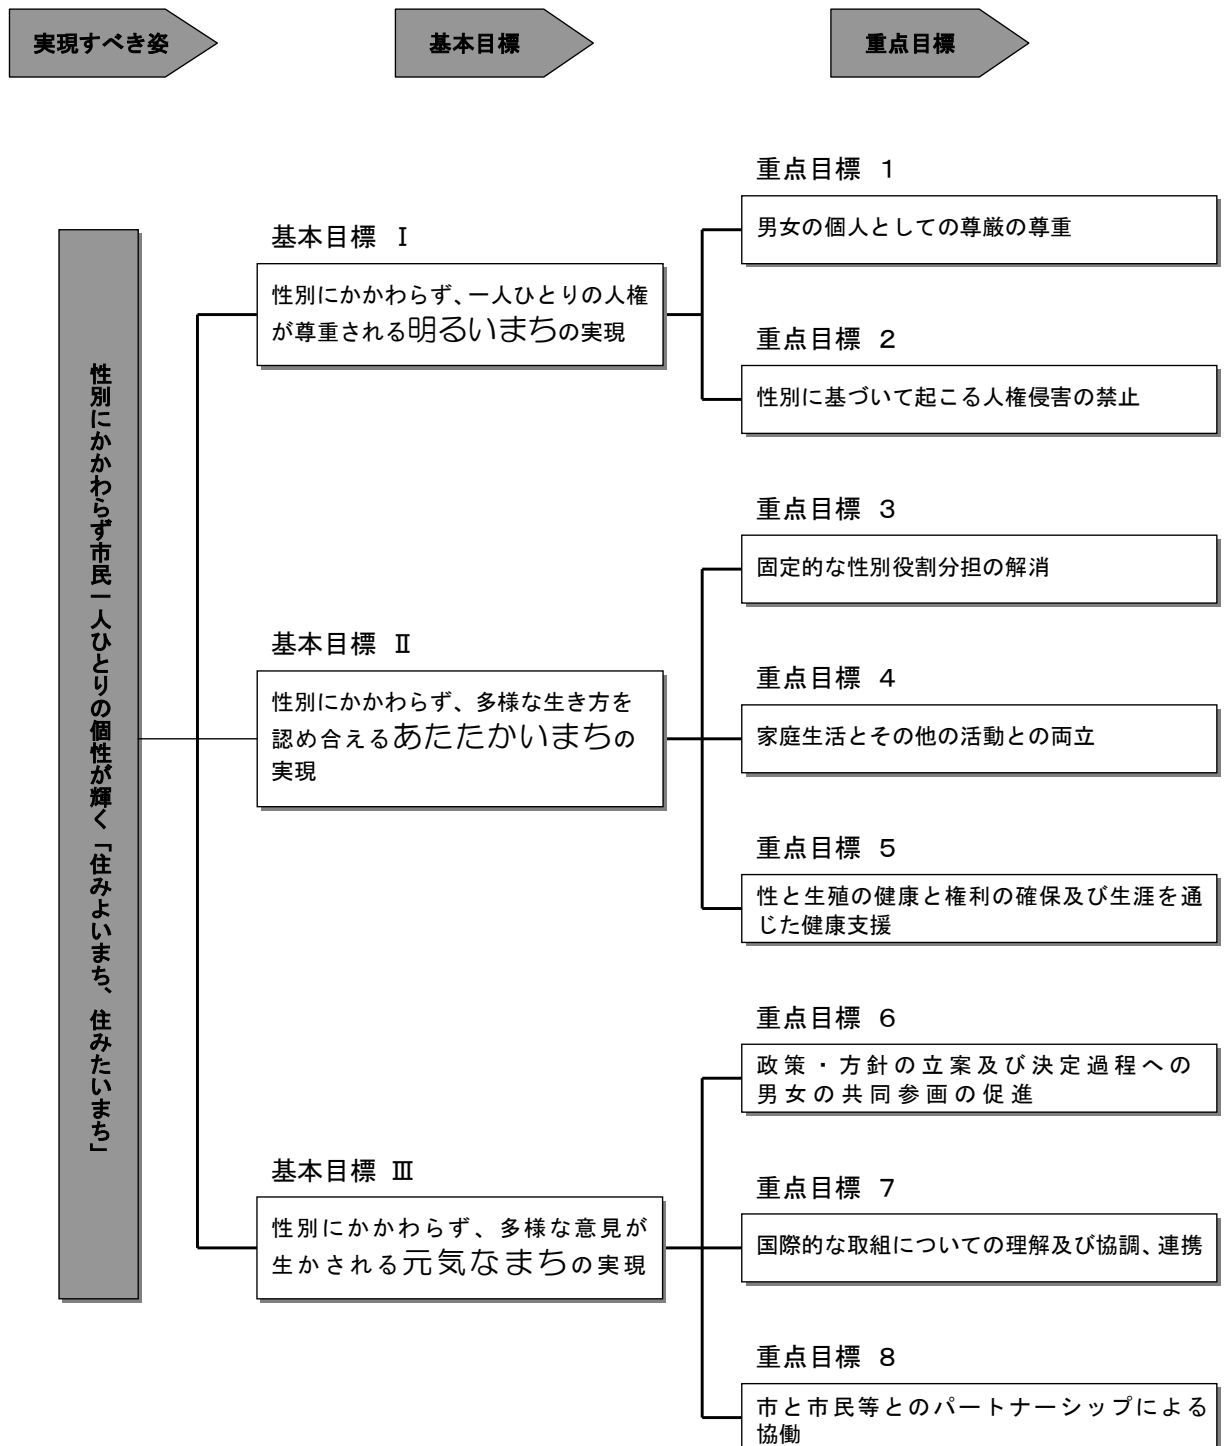 実現すべき姿
基本目標
重点目標
性別にかかわらず市民一人ひとりの個性が輝く「住みよいまち、住みたいまち」
基本目標 Ⅰ
性別にかかわらず、一人ひとりの人権
が尊重される明るいまちの実現
重点目標 1
男女の個人としての尊厳の尊重
重点目標 2
性別に基づいて起こる人権侵害の禁止
基本目標 Ⅱ
性別にかかわらず、多様な生き方を
認め合えるあたたかいまちの
実現
重点目標 3
固定的な性別役割分担の解消
重点目標 4
家庭生活とその他の活動との両立
重点目標 5
性と生殖の健康と権利の確保及び生涯を通
じた健康支援
基本目標 Ⅲ
性別にかかわらず、多様な意見が
生かされる元気なまちの実現
重点目標 6
政策・方針の立案及び決定過程への
男女の共同参画の促進
重点目標 7
国際的な取組についての理解及び協調、連携
重点目標 8
市と市民等とのパートナーシップによる
協働